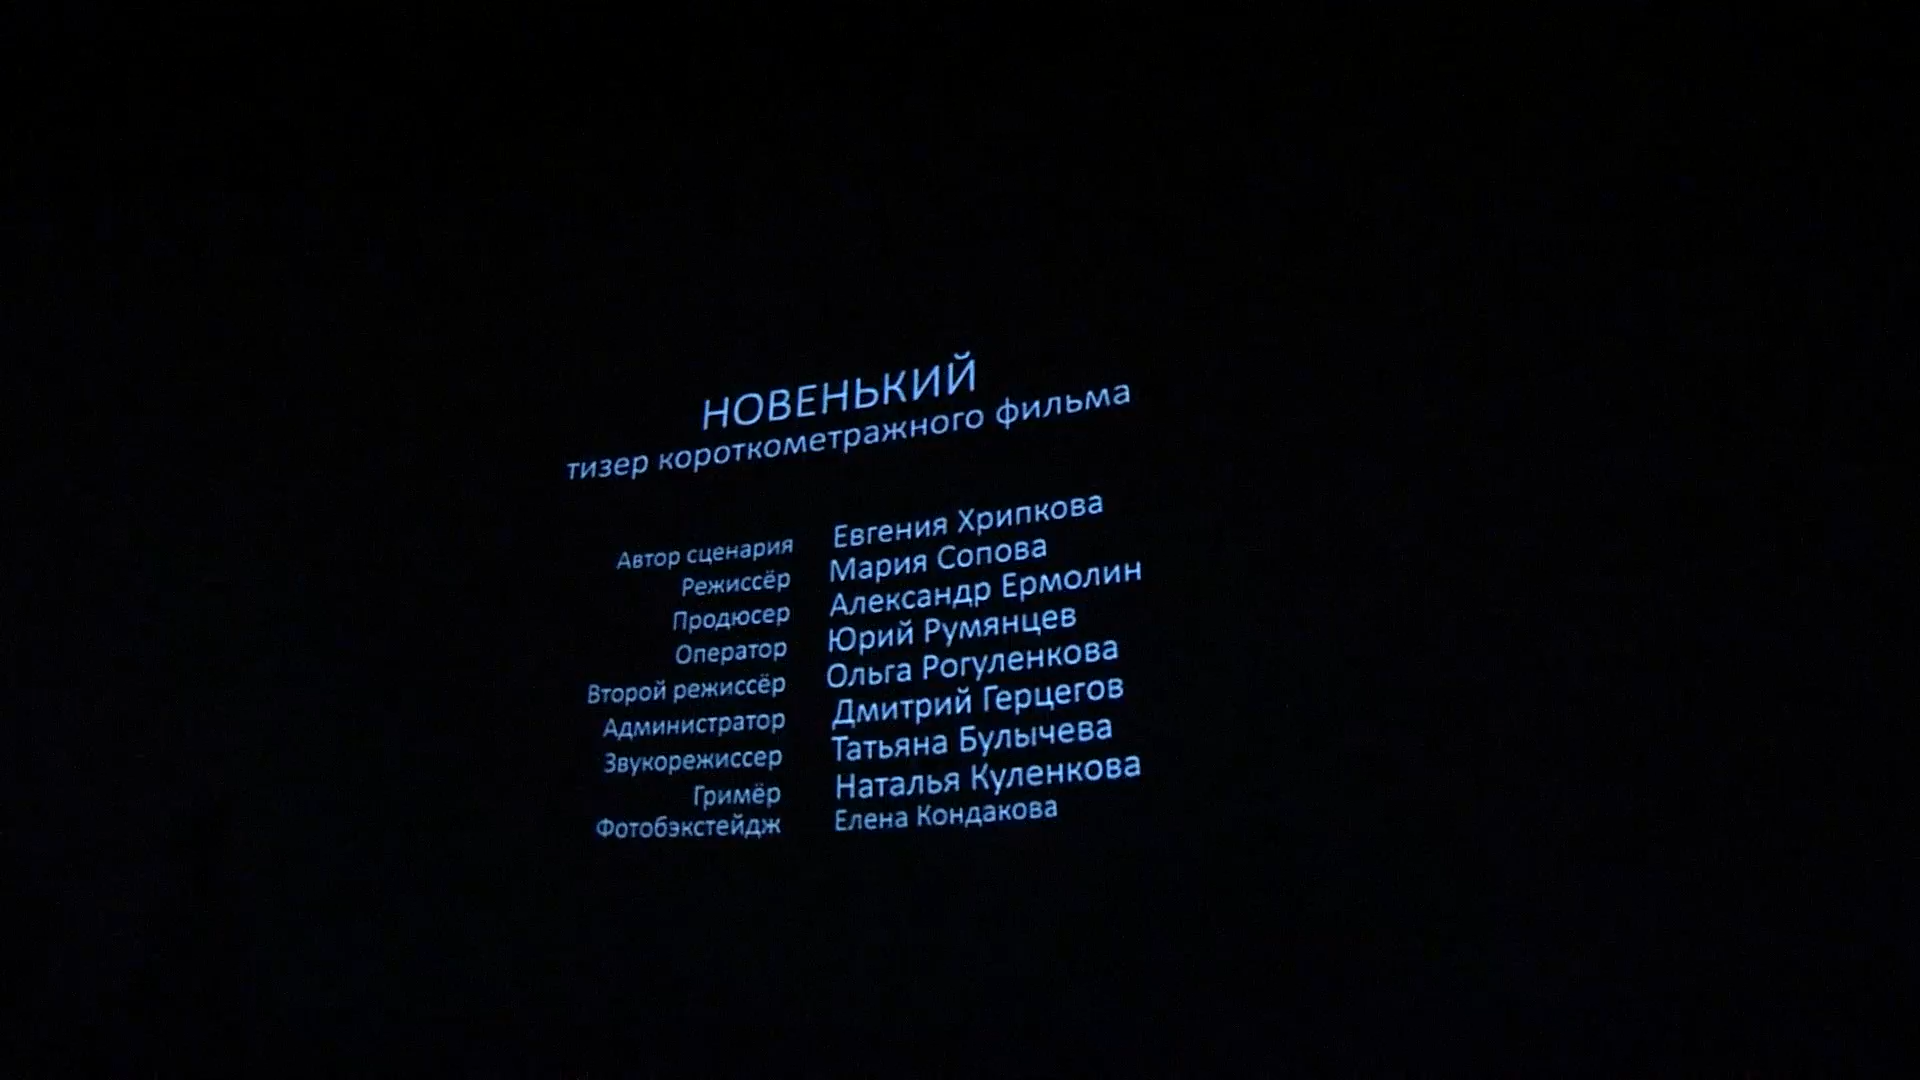 НОВЕНЬКИЙ
тизер короткометражного фильма
Автор сценария Евгения Хрипкова
Режиссёр Мария Сопова
Продюсер Александр Ермолин
Оператор Юрий Румянцев
Второй режиссёр Ольга Рогуленкова
Администратор Дмитрий Герцегов
Звукорежиссер Татьяна Булычева
Гримёр Наталья Куленкова
Фотобэкстейдж Елена Кондакова